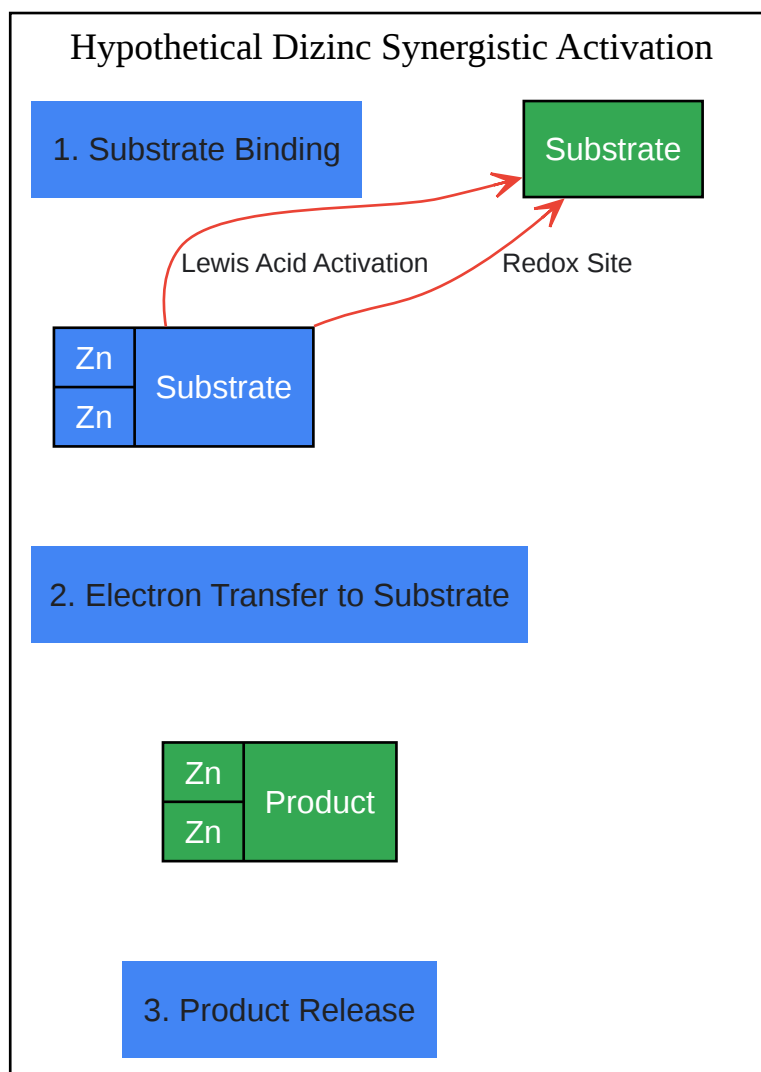 Hypothetical Dizinc Synergistic Activation
1. Substrate Binding
Substrate
Lewis Acid Activation
Redox Site
Zn
Zn
Substrate
2. Electron Transfer to Substrate
Zn
Zn
Product
3. Product Release